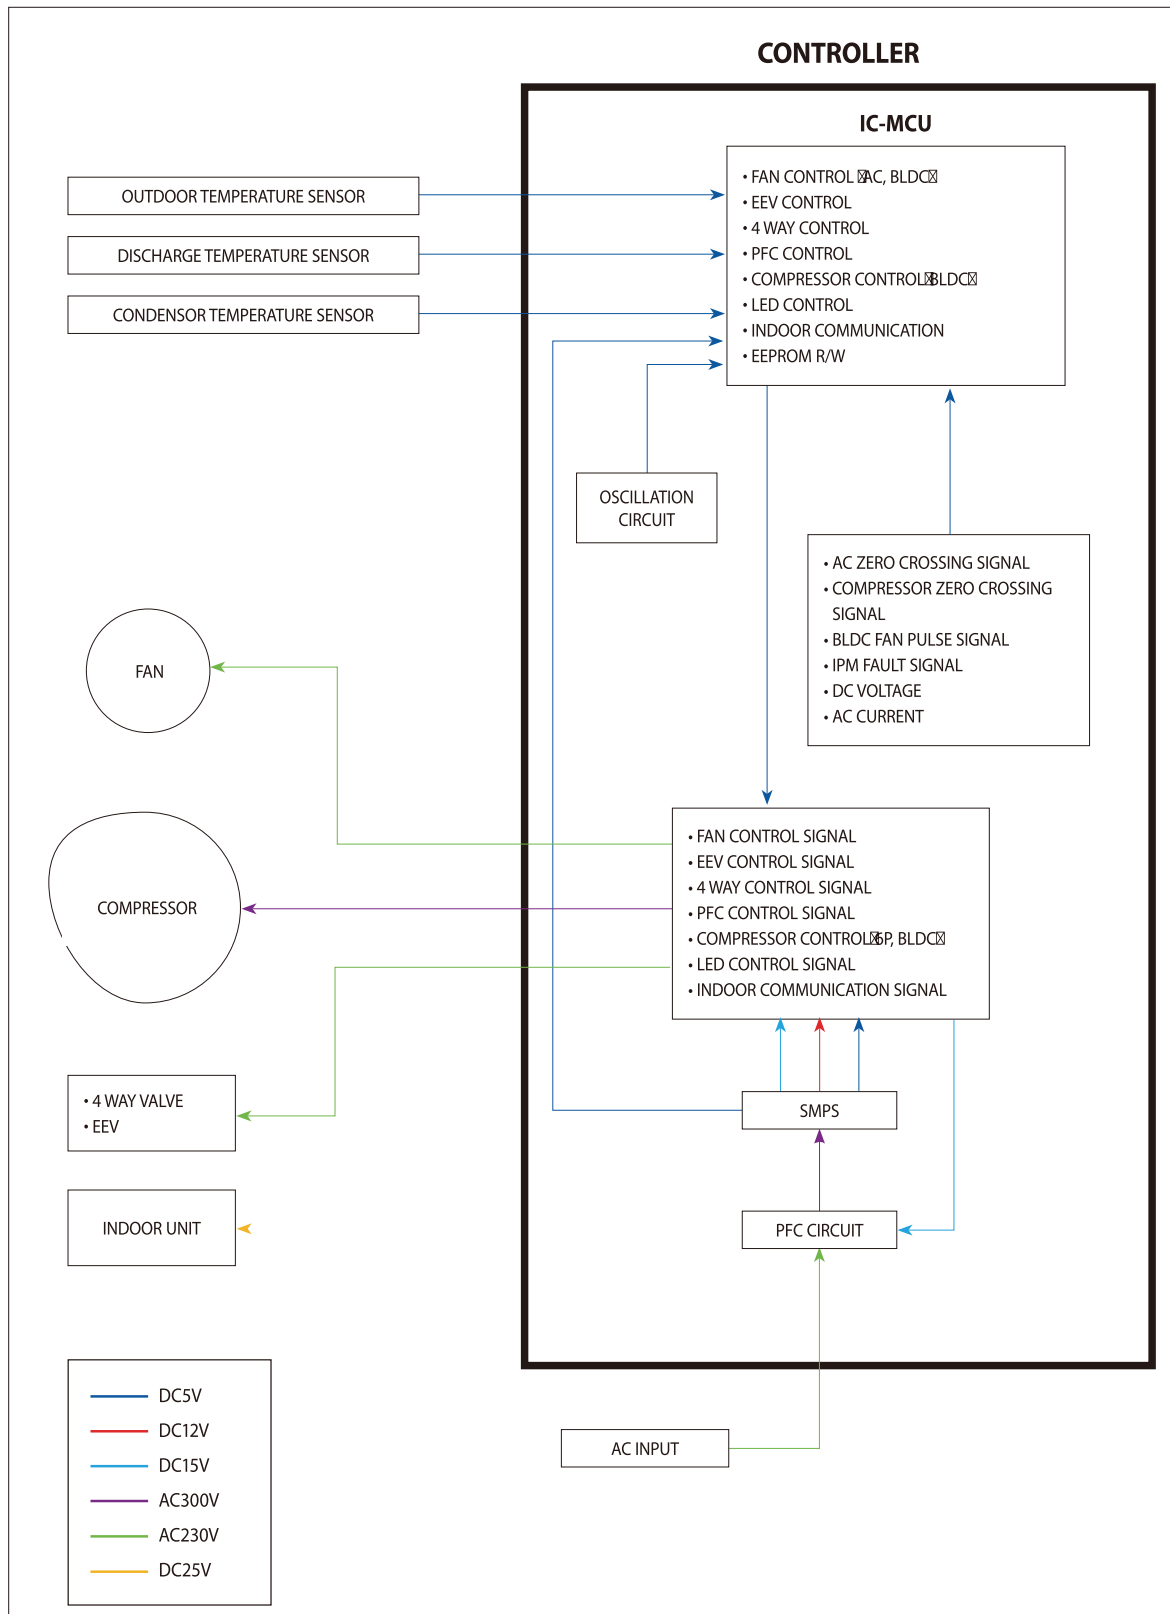 CONTROLLER
IC-MCU
• FAN CONTROL AC, BLDC
• EEV CONTROL
• 4 WAY CONTROL
• PFC CONTROL
• COMPRESSOR CONTROL BLDC
• LED CONTROL
• INDOOR COMMUNICATION
• EEPROM R/W
OUTDOOR TEMPERATURE SENSOR
DISCHARGE TEMPERATURE SENSOR
CONDENSOR TEMPERATURE SENSOR
OSCILLATION
CIRCUIT
• AC ZERO CROSSING SIGNAL
• COMPRESSOR ZERO CROSSING
SIGNAL
• BLDC FAN PULSE SIGNAL
• IPM FAULT SIGNAL
• DC VOLTAGE
• AC CURRENT
FAN
COMPRESSOR
• FAN CONTROL SIGNAL
• EEV CONTROL SIGNAL
• 4 WAY CONTROL SIGNAL
• PFC CONTROL SIGNAL
• COMPRESSOR CONTROL 6P, BLDC
• LED CONTROL SIGNAL
• INDOOR COMMUNICATION SIGNAL
• 4 WAY VALVE
• EEV
SMPS
INDOOR UNIT
PFC CIRCUIT
AC INPUT
DC5V
DC12V
DC15V
AC300V
AC230V
DC25V